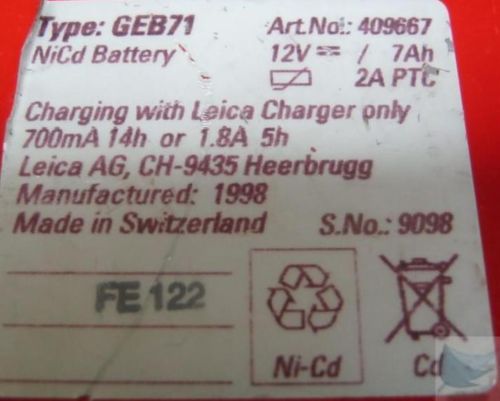 Type: GEB71 Art.No.: 409667
NiCd Battery 12V ⎓ / 7Ah
2A PTC
Charging with Leica Charger only
700mA 14h or 1.8A 5h
Leica AG, CH-9435 Heerbrugg
Manufactured: 1998
Made in Switzerland S.No.: 9098
FE 122
Ni-Cd Cd